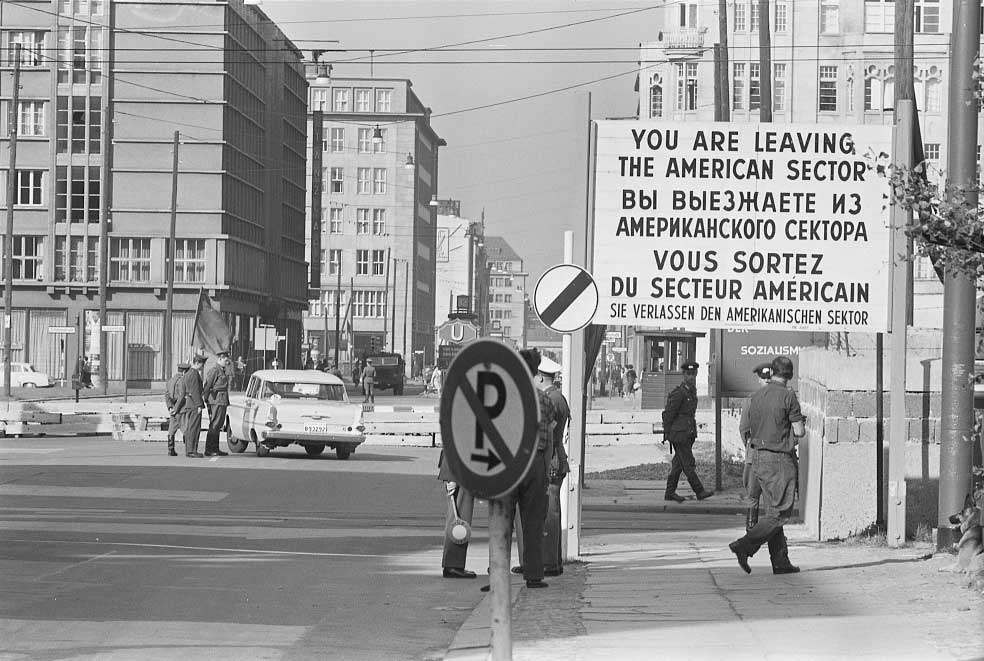 YOU ARE LEAVING
THE AMERICAN SECTOR
ВЫ ВЫЕЗЖАЕТЕ ИЗ
АМЕРИКАНСКОГО СЕКТОРА
VOUS SORTEZ
DU SECTEUR AMÉRICAIN
SIE VERLASSEN DEN AMERIKANISCHEN SEKTOR
DER
SOZIALISM
U
P